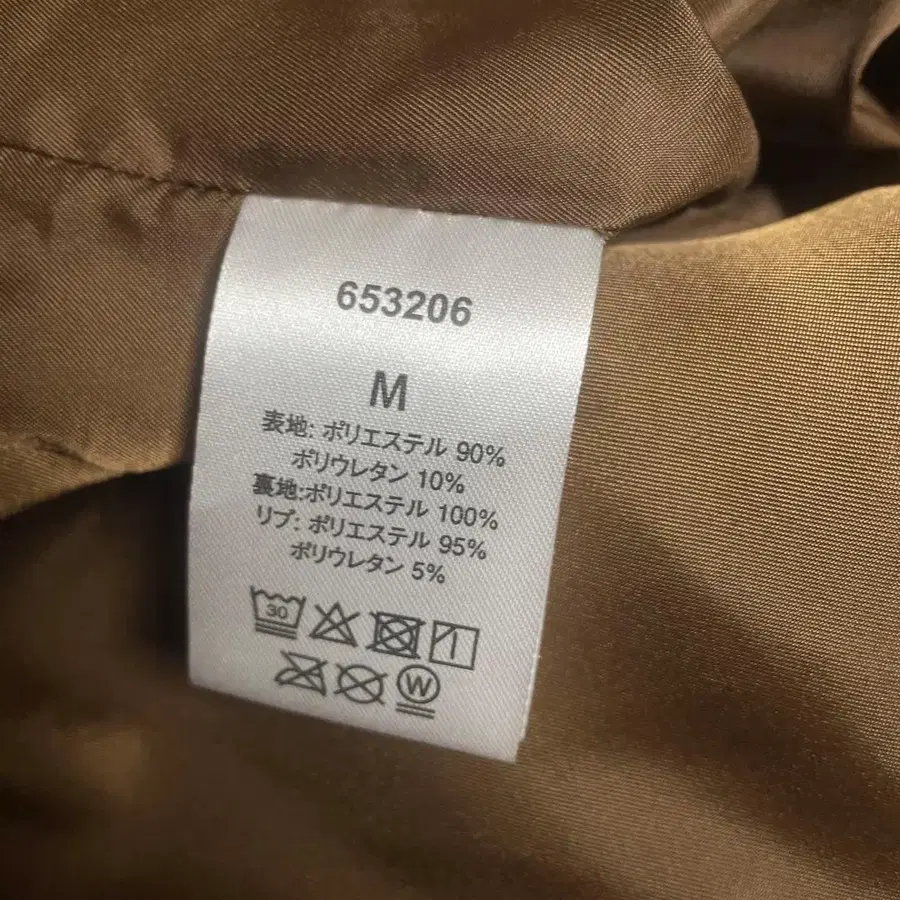 653206
M
表地: ポリエステル 90%
ポリウレタン 10%
裏地:ポリエステル 100%
リブ: ポリエステル 95%
ポリウレタン 5%
30
W